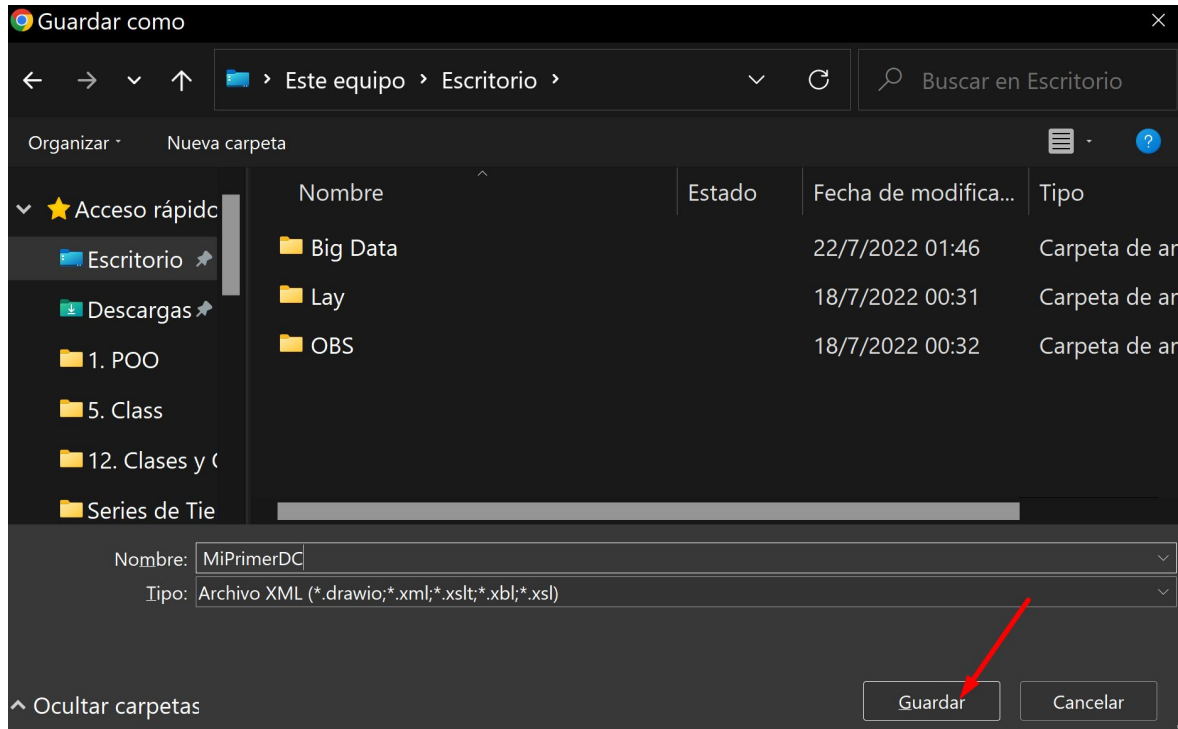 Guardar como
Este equipo > Escritorio >
Buscar en Escritorio
Organizar
Nueva carpeta
Nombre Estado Fecha de modifica... Tipo
Acceso rápido
Escritorio
Descargas
1. POO
5. Class
12. Clases y
Series de Tie
Big Data 22/7/2022 01:46 Carpeta de ar
Lay 18/7/2022 00:31 Carpeta de ar
OBS 18/7/2022 00:32 Carpeta de ar
Nombre: MiPrimerDC
Tipo: Archivo XML (*.drawio;*.xml;*.xslt;*.xbl;*.xsl)
Ocultar carpetas
Guardar
Cancelar